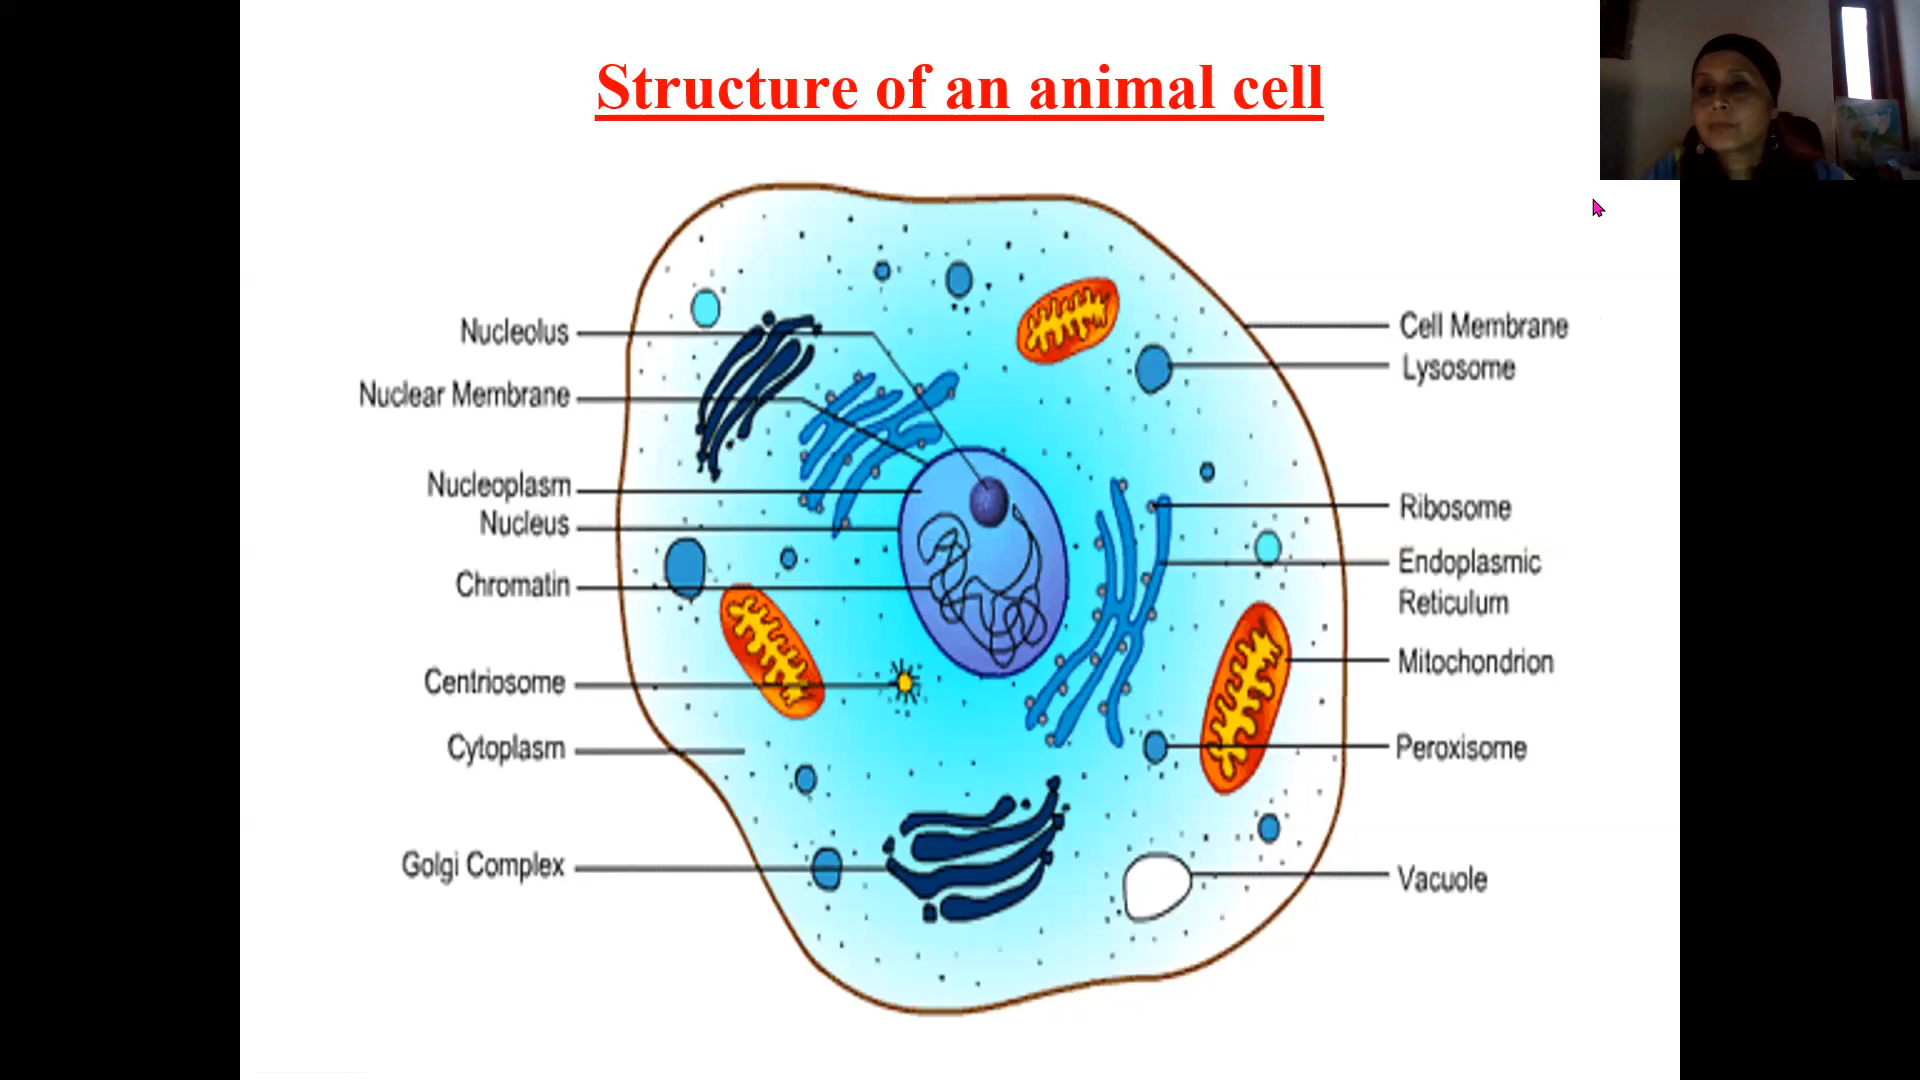 Structure of an animal cell
Nucleolus
Nuclear Membrane
Nucleoplasm
Nucleus
Chromatin
Centriosome
Cytoplasm
Golgi Complex
Cell Membrane
Lysosome
Ribosome
Endoplasmic
Reticulum
Mitochondrion
Peroxisome
Vacuole